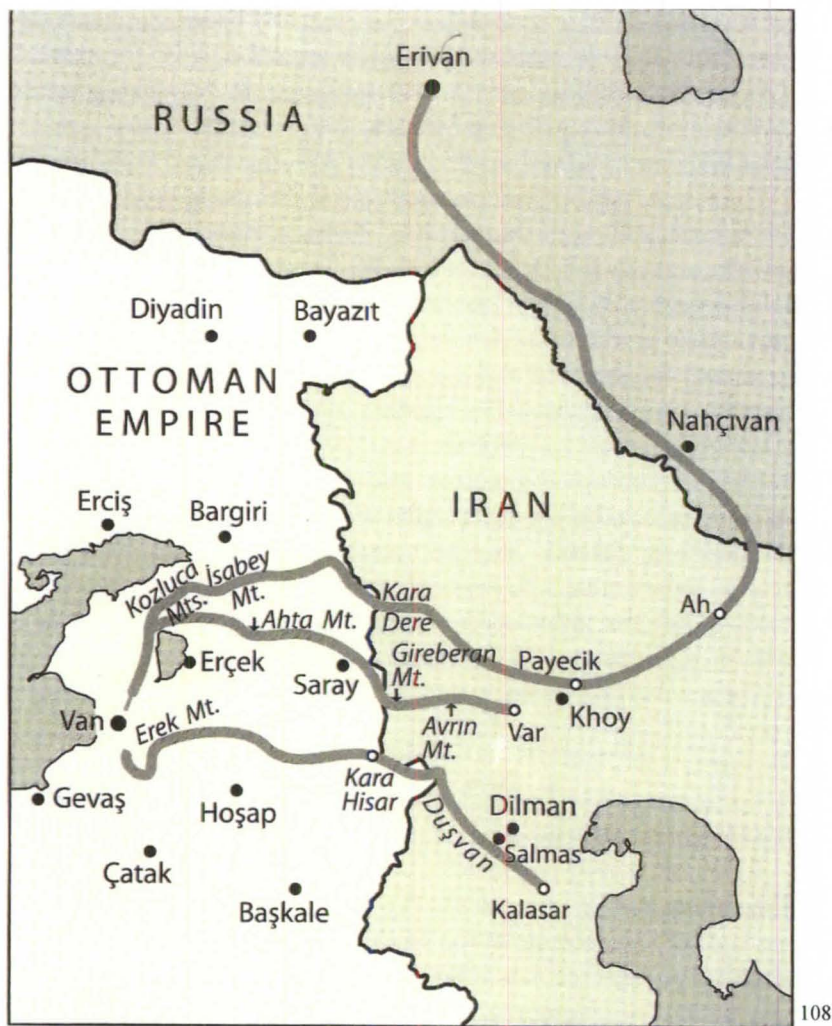 Erivan
RUSSIA
Diyadin
Bayazıt
OTTOMAN
EMPIRE
Nahçıvan
IRAN
Erciş
Bargiri
Kozluca
Mts.
İsabey
Mt.
Kara
Dere
Ah
Ahta Mt.
Gireberan
Mt.
Erçek
Saray
Payecik
Khoy
Van
Erek Mt.
Avrın
Mt.
Var
Kara
Hisar
Gevaş
Hoşap
Duşvan
Dilman
Salmas
Çatak
Kalasar
Başkale
108